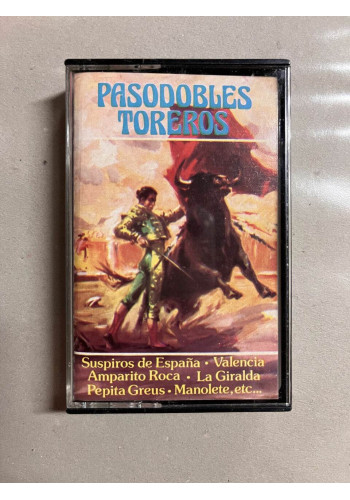 PASODOBLES
TOREROS
Suspiros de España • Valencia
Amparito Roca • La Giralda
Pepita Greus • Manolete, etc...